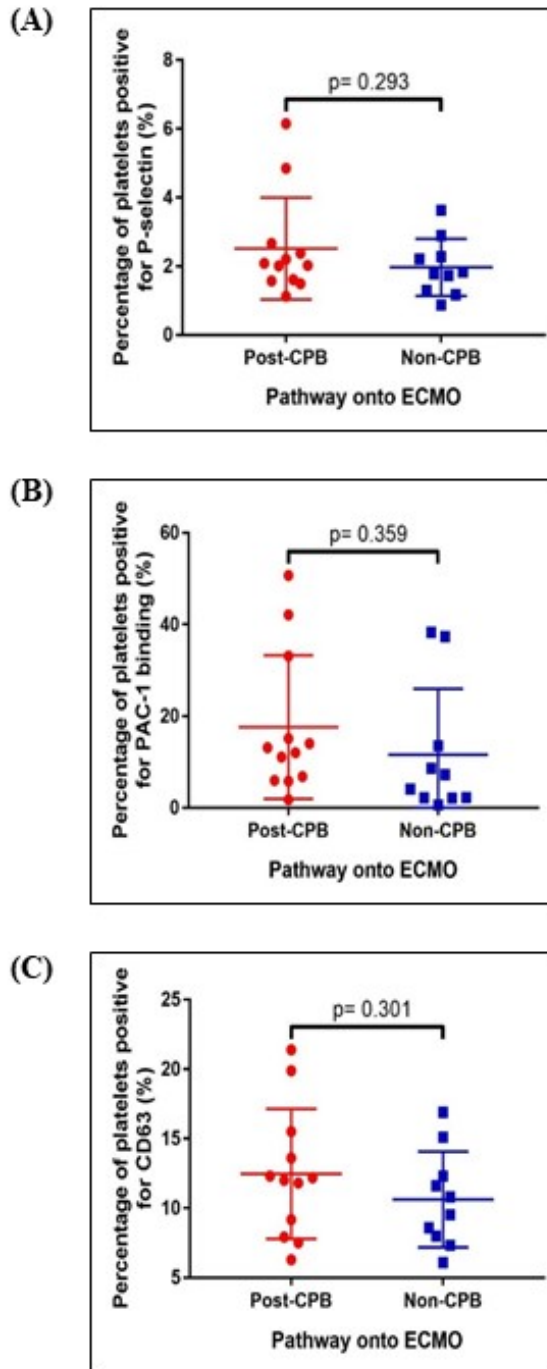 (A)
Percentage of platelets positive
for P-selectin (%)
8
6
4
2
0
p= 0.293
Post-CPB
Non-CPB
Pathway onto ECMO
(B)
Percentage of platelets positive
for PAC-1 binding (%)
60
40
20
0
p= 0.359
Post-CPB
Non-CPB
Pathway onto ECMO
(C)
Percentage of platelets positive
for CD63 (%)
25
20
15
10
5
p= 0.301
Post-CPB
Non-CPB
Pathway onto ECMO